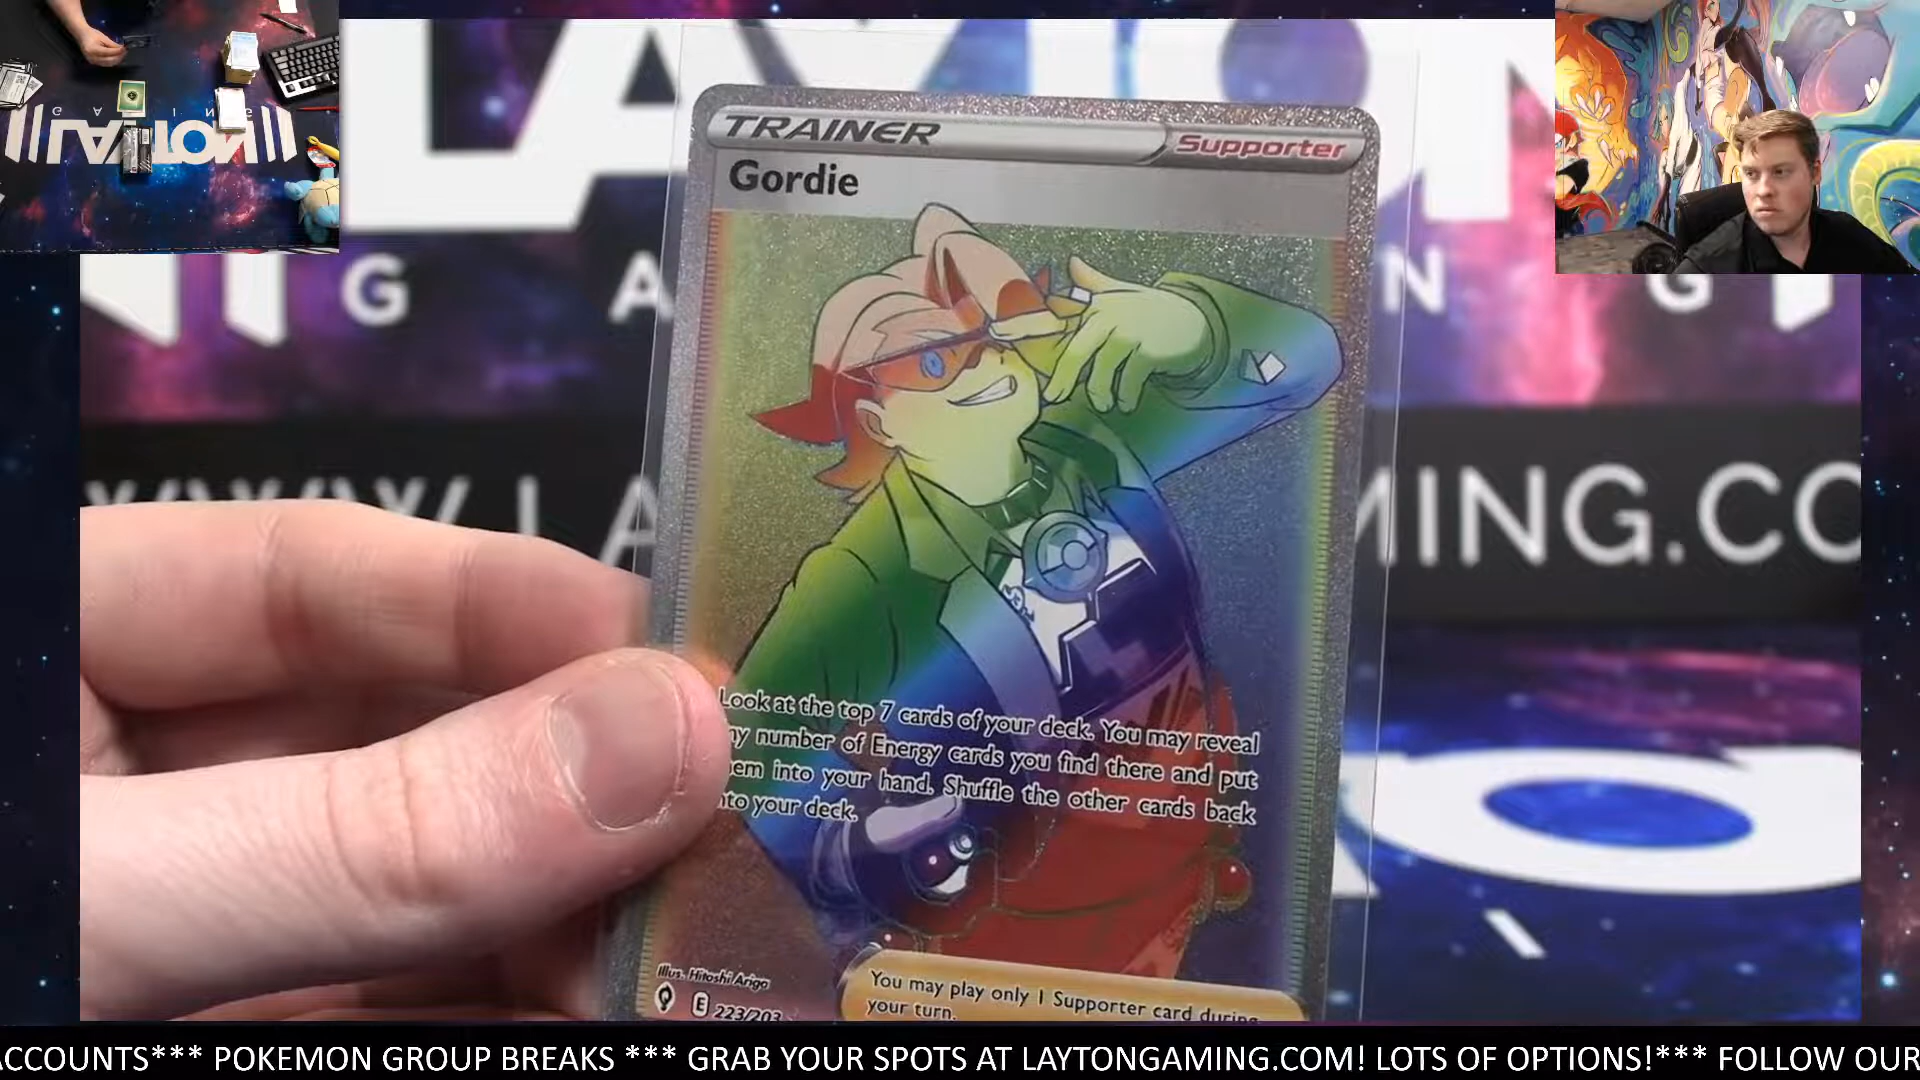 TRAINER
Supporter
Gordie
G A N G
MING.CO
Look at the top 7 cards of your deck. You may reveal
number of Energy cards you find there and put
into your hand. Shuffle the other cards back
your deck.
Illus. Hitoshi Ariga
E 223/203
You may play only 1 Supporter card during
your turn.
ACCOUNTS*** POKEMON GROUP BREAKS *** GRAB YOUR SPOTS AT LAYTONGAMING.COM! LOTS OF OPTIONS!*** FOLLOW OUR